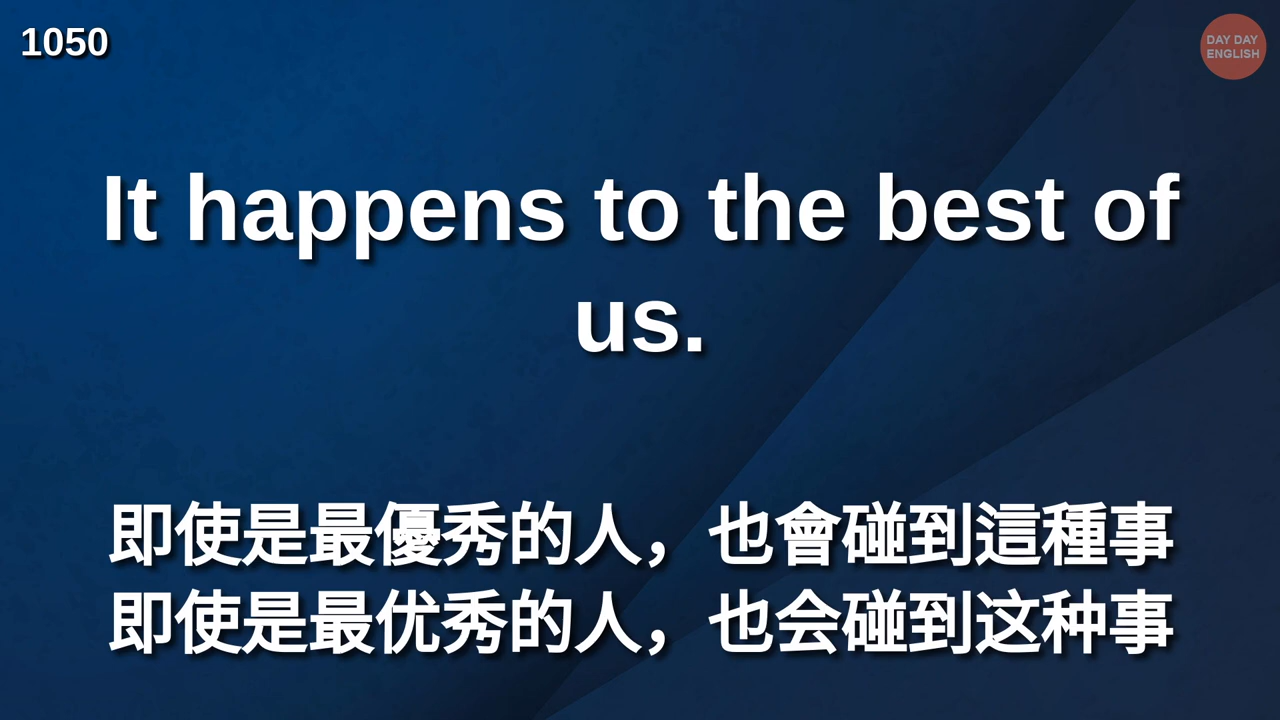 1050
DAY DAY
ENGLISH
It happens to the best of
us.
即使是最優秀的人，也會碰到這種事
即使是最优秀的人，也会碰到这种事